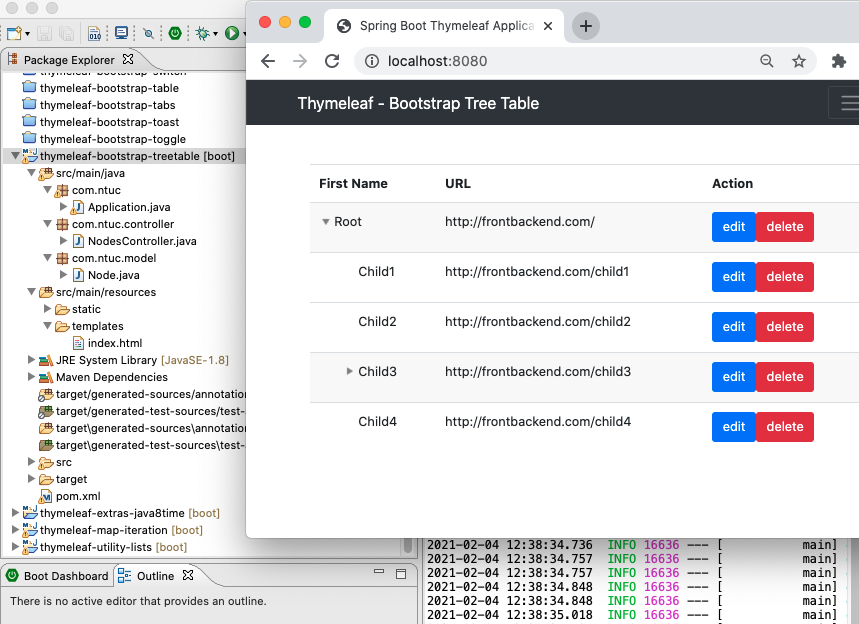 Package Explorer
thymeleaf-bootstrap-switch
thymeleaf-bootstrap-table
thymeleaf-bootstrap-tabs
thymeleaf-bootstrap-toast
thymeleaf-bootstrap-toggle
thymeleaf-bootstrap-treetable [boot]
src/main/java
com.ntuc
Application.java
com.ntuc.controller
NodesController.java
com.ntuc.model
Node.java
src/main/resources
static
templates
index.html
JRE System Library [JavaSE-1.8]
Maven Dependencies
target/generated-sources/annotation
target/generated-test-sources/test-
target\generated-sources\annotation
target\generated-test-sources\test-
src
target
pom.xml
thymeleaf-extras-java8time [boot]
thymeleaf-map-iteration [boot]
thymeleaf-utility-lists [boot]
Boot Dashboard Outline
There is no active editor that provides an outline.
Spring Boot Thymeleaf Applica
localhost:8080
Thymeleaf - Bootstrap Tree Table
First Name URL Action
Root http://frontbackend.com/ edit delete
Child1 http://frontbackend.com/child1 edit delete
Child2 http://frontbackend.com/child2 edit delete
Child3 http://frontbackend.com/child3 edit delete
Child4 http://frontbackend.com/child4 edit delete
2021-02-04 12:38:34.736 INFO 16636 --- [ main]
2021-02-04 12:38:34.757 INFO 16636 --- [ main]
2021-02-04 12:38:34.757 INFO 16636 --- [ main]
2021-02-04 12:38:34.848 INFO 16636 --- [ main]
2021-02-04 12:38:34.848 INFO 16636 --- [ main]
2021-02-04 12:38:35.018 INFO 16636 --- [ main]